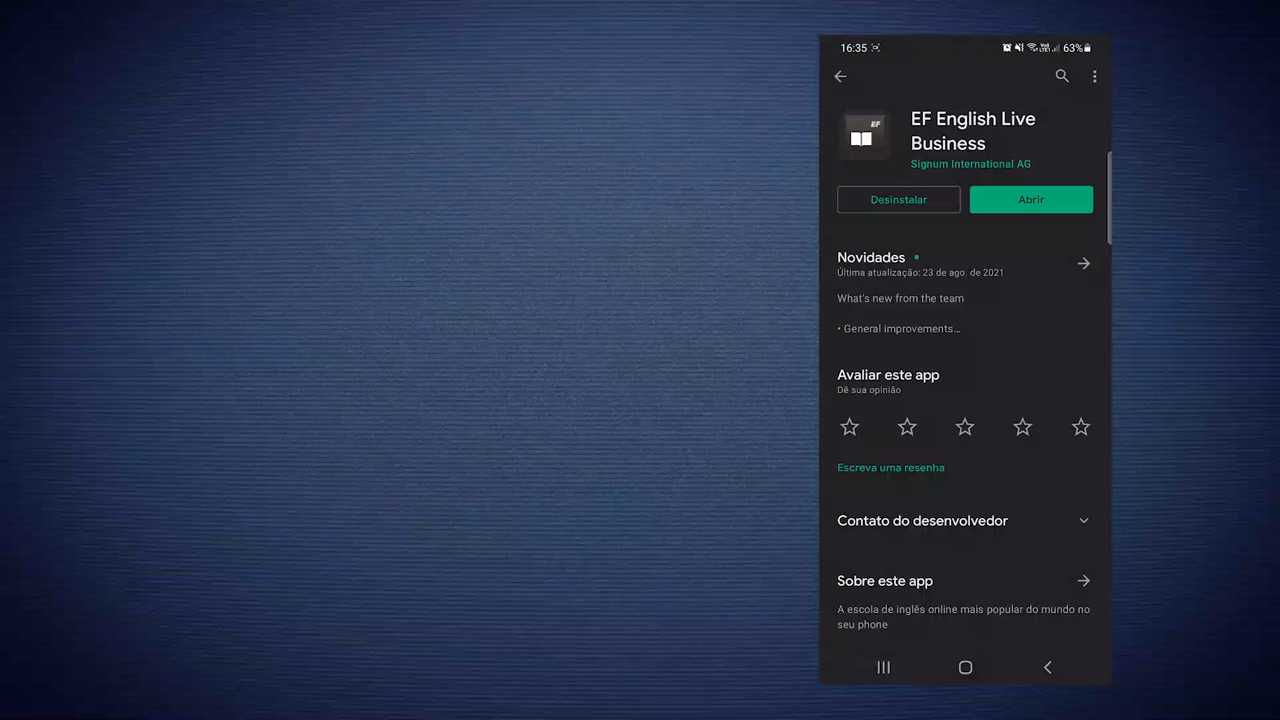 16:35
63%
EF
EF English Live
Business
Signum International AG
Desinstalar
Abrir
Novidades
Última atualização: 23 de ago. de 2021
What's new from the team
• General improvements…
Avaliar este app
Dê sua opinião
Escreva uma resenha
Contato do desenvolvedor
Sobre este app
A escola de inglês online mais popular do mundo no
seu phone